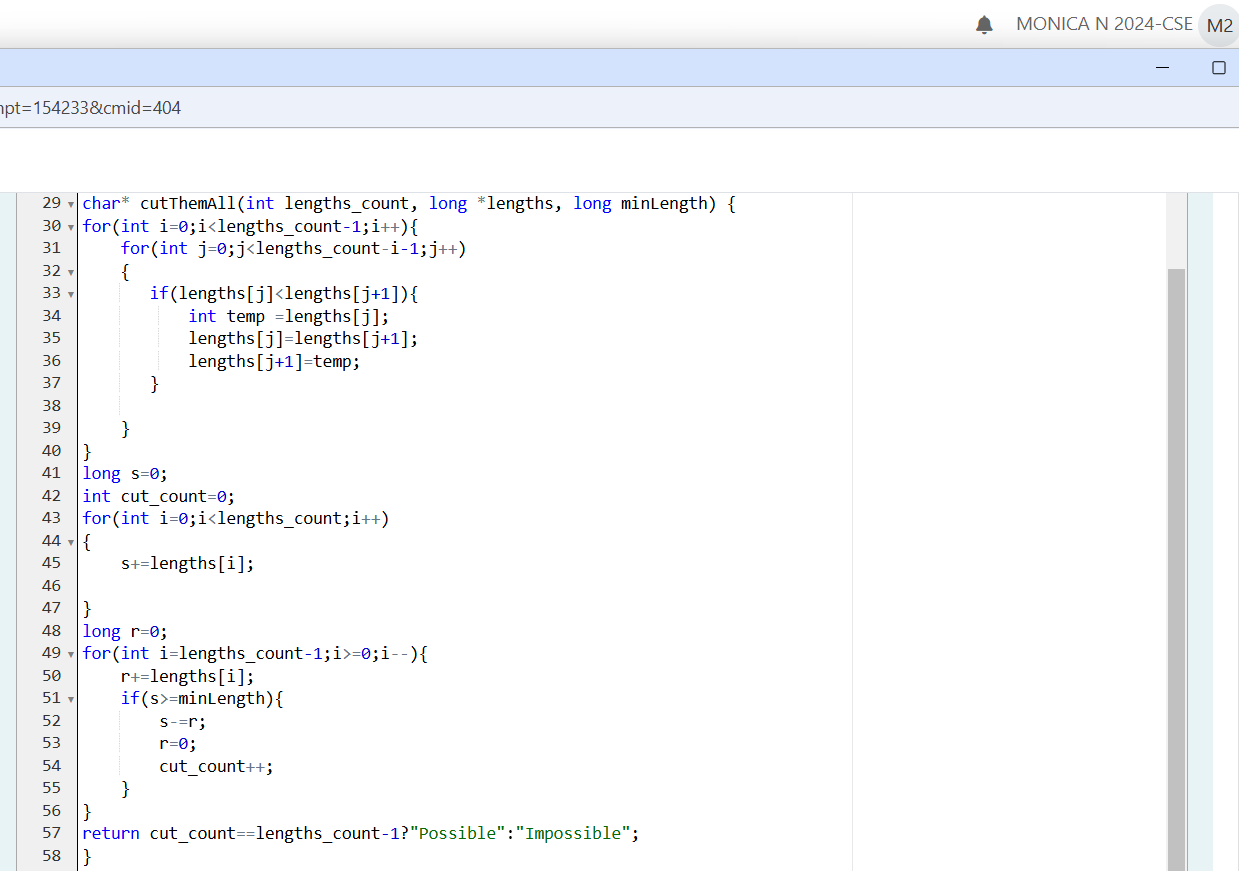 MONICA N 2024-CSE M2
npt=154233&cmid=404
29 char* cutThemAll(int lengths_count, long *lengths, long minLength) {
30 for(int i=0;i<lengths_count-1;i++){
31     for(int j=0;j<lengths_count-i-1;j++)
32     {
33        if(lengths[j]<lengths[j+1]){
34            int temp =lengths[j];
35            lengths[j]=lengths[j+1];
36            lengths[j+1]=temp;
37        }
38
39     }
40 }
41 long s=0;
42 int cut_count=0;
43 for(int i=0;i<lengths_count;i++)
44 {
45     s+=lengths[i];
46
47 }
48 long r=0;
49 for(int i=lengths_count-1;i>=0;i--){
50     r+=lengths[i];
51     if(s>=minLength){
52         s-=r;
53         r=0;
54         cut_count++;
55     }
56 }
57 return cut_count==lengths_count-1?"Possible":"Impossible";
58 }